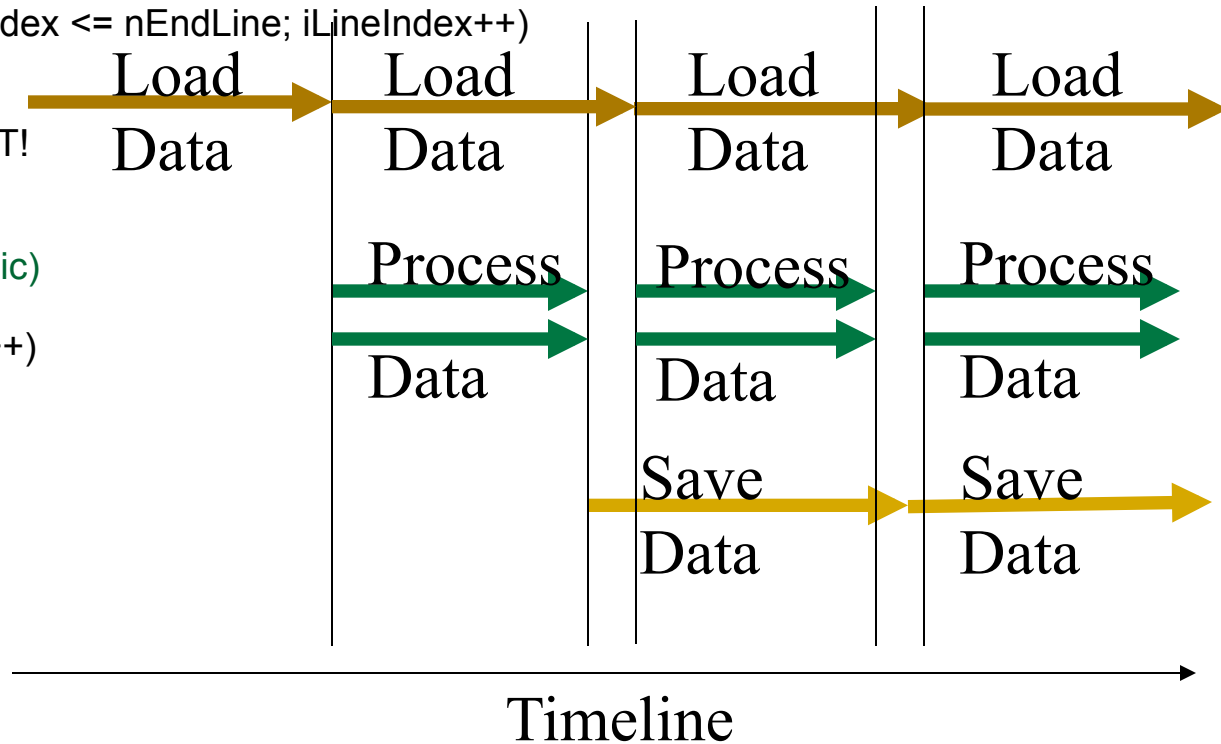 dex <= nEndLine; iLineIndex++)
Load Load Load Load
T!
Data Data Data Data
ic)
Process Process Process
++)
Data Data Data
Save Save
Data Data
Timeline